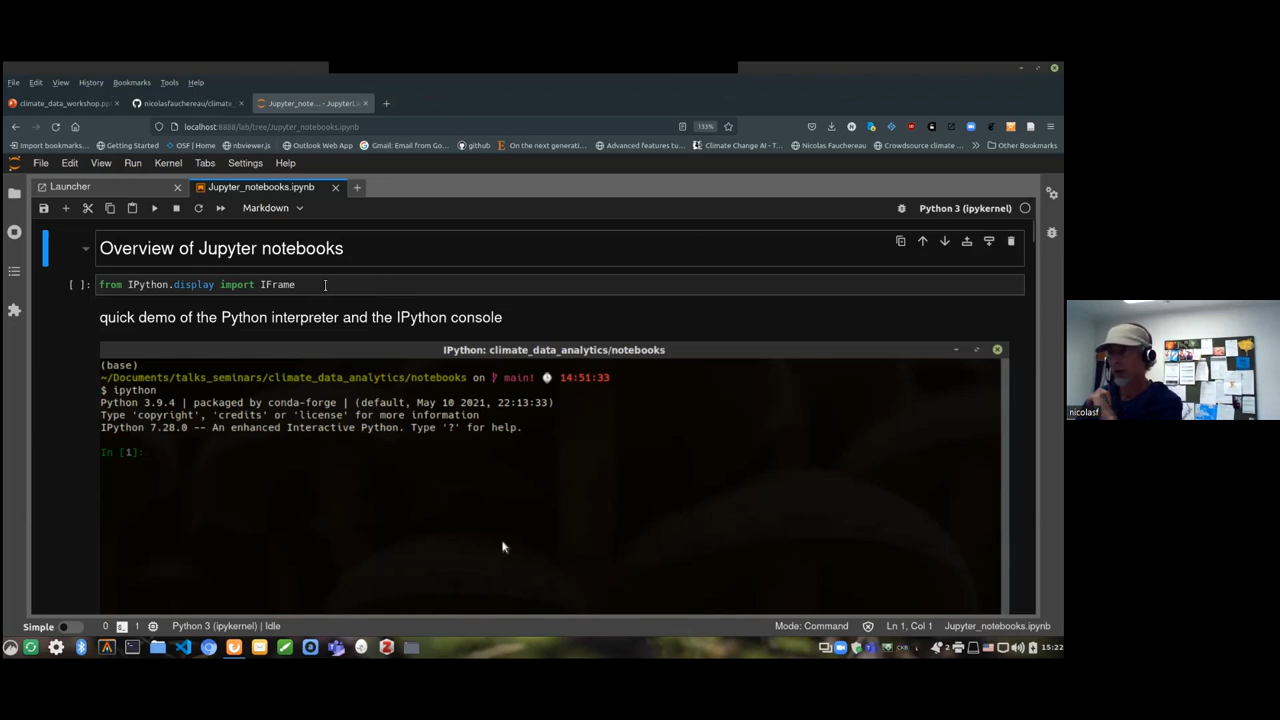 File Edit View History Bookmarks Tools Help
climate_data_workshop.pp nicolasfauchereau/climate_ Jupyter_note... - JupyterL
localhost:8888/lab/tree/Jupyter_notebooks.ipynb 133%
Import bookmarks... Getting Started OSF | Home nbviewer.js Outlook Web App Gmail: Email from Go... github On the next generati... Advanced features tu... Climate Change AI - T... Nicolas Fauchereau Crowdsource climate ... Other Bookmarks
File Edit View Run Kernel Tabs Settings Help
Launcher Jupyter_notebooks.ipynb
Markdown Python 3 (ipykernel)
Overview of Jupyter notebooks
[ ]: from IPython.display import IFrame
quick demo of the Python interpreter and the IPython console
IPython: climate_data_analytics/notebooks
(base)
~/Documents/talks_seminars/climate_data_analytics/notebooks on main! 14:51:33
$ ipython
Python 3.9.4 | packaged by conda-forge | (default, May 10 2021, 22:13:33)
Type 'copyright', 'credits' or 'license' for more information
IPython 7.28.0 -- An enhanced Interactive Python. Type '?' for help.
In [1]:
nicolasf
Simple 0 1 Python 3 (ipykernel) | Idle Mode: Command Ln 1, Col 1 Jupyter_notebooks.ipynb
2 CKB 15:22